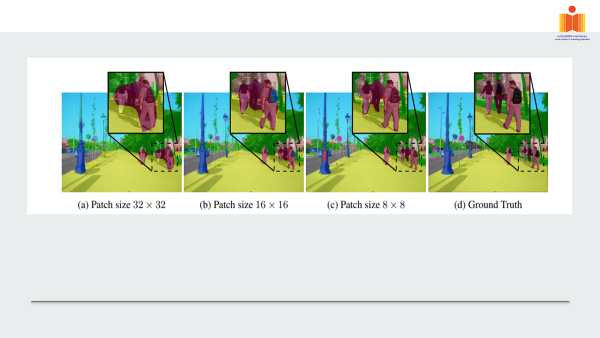 (a) Patch size 32 × 32
(b) Patch size 16 × 16
(c) Patch size 8 × 8
(d) Ground Truth